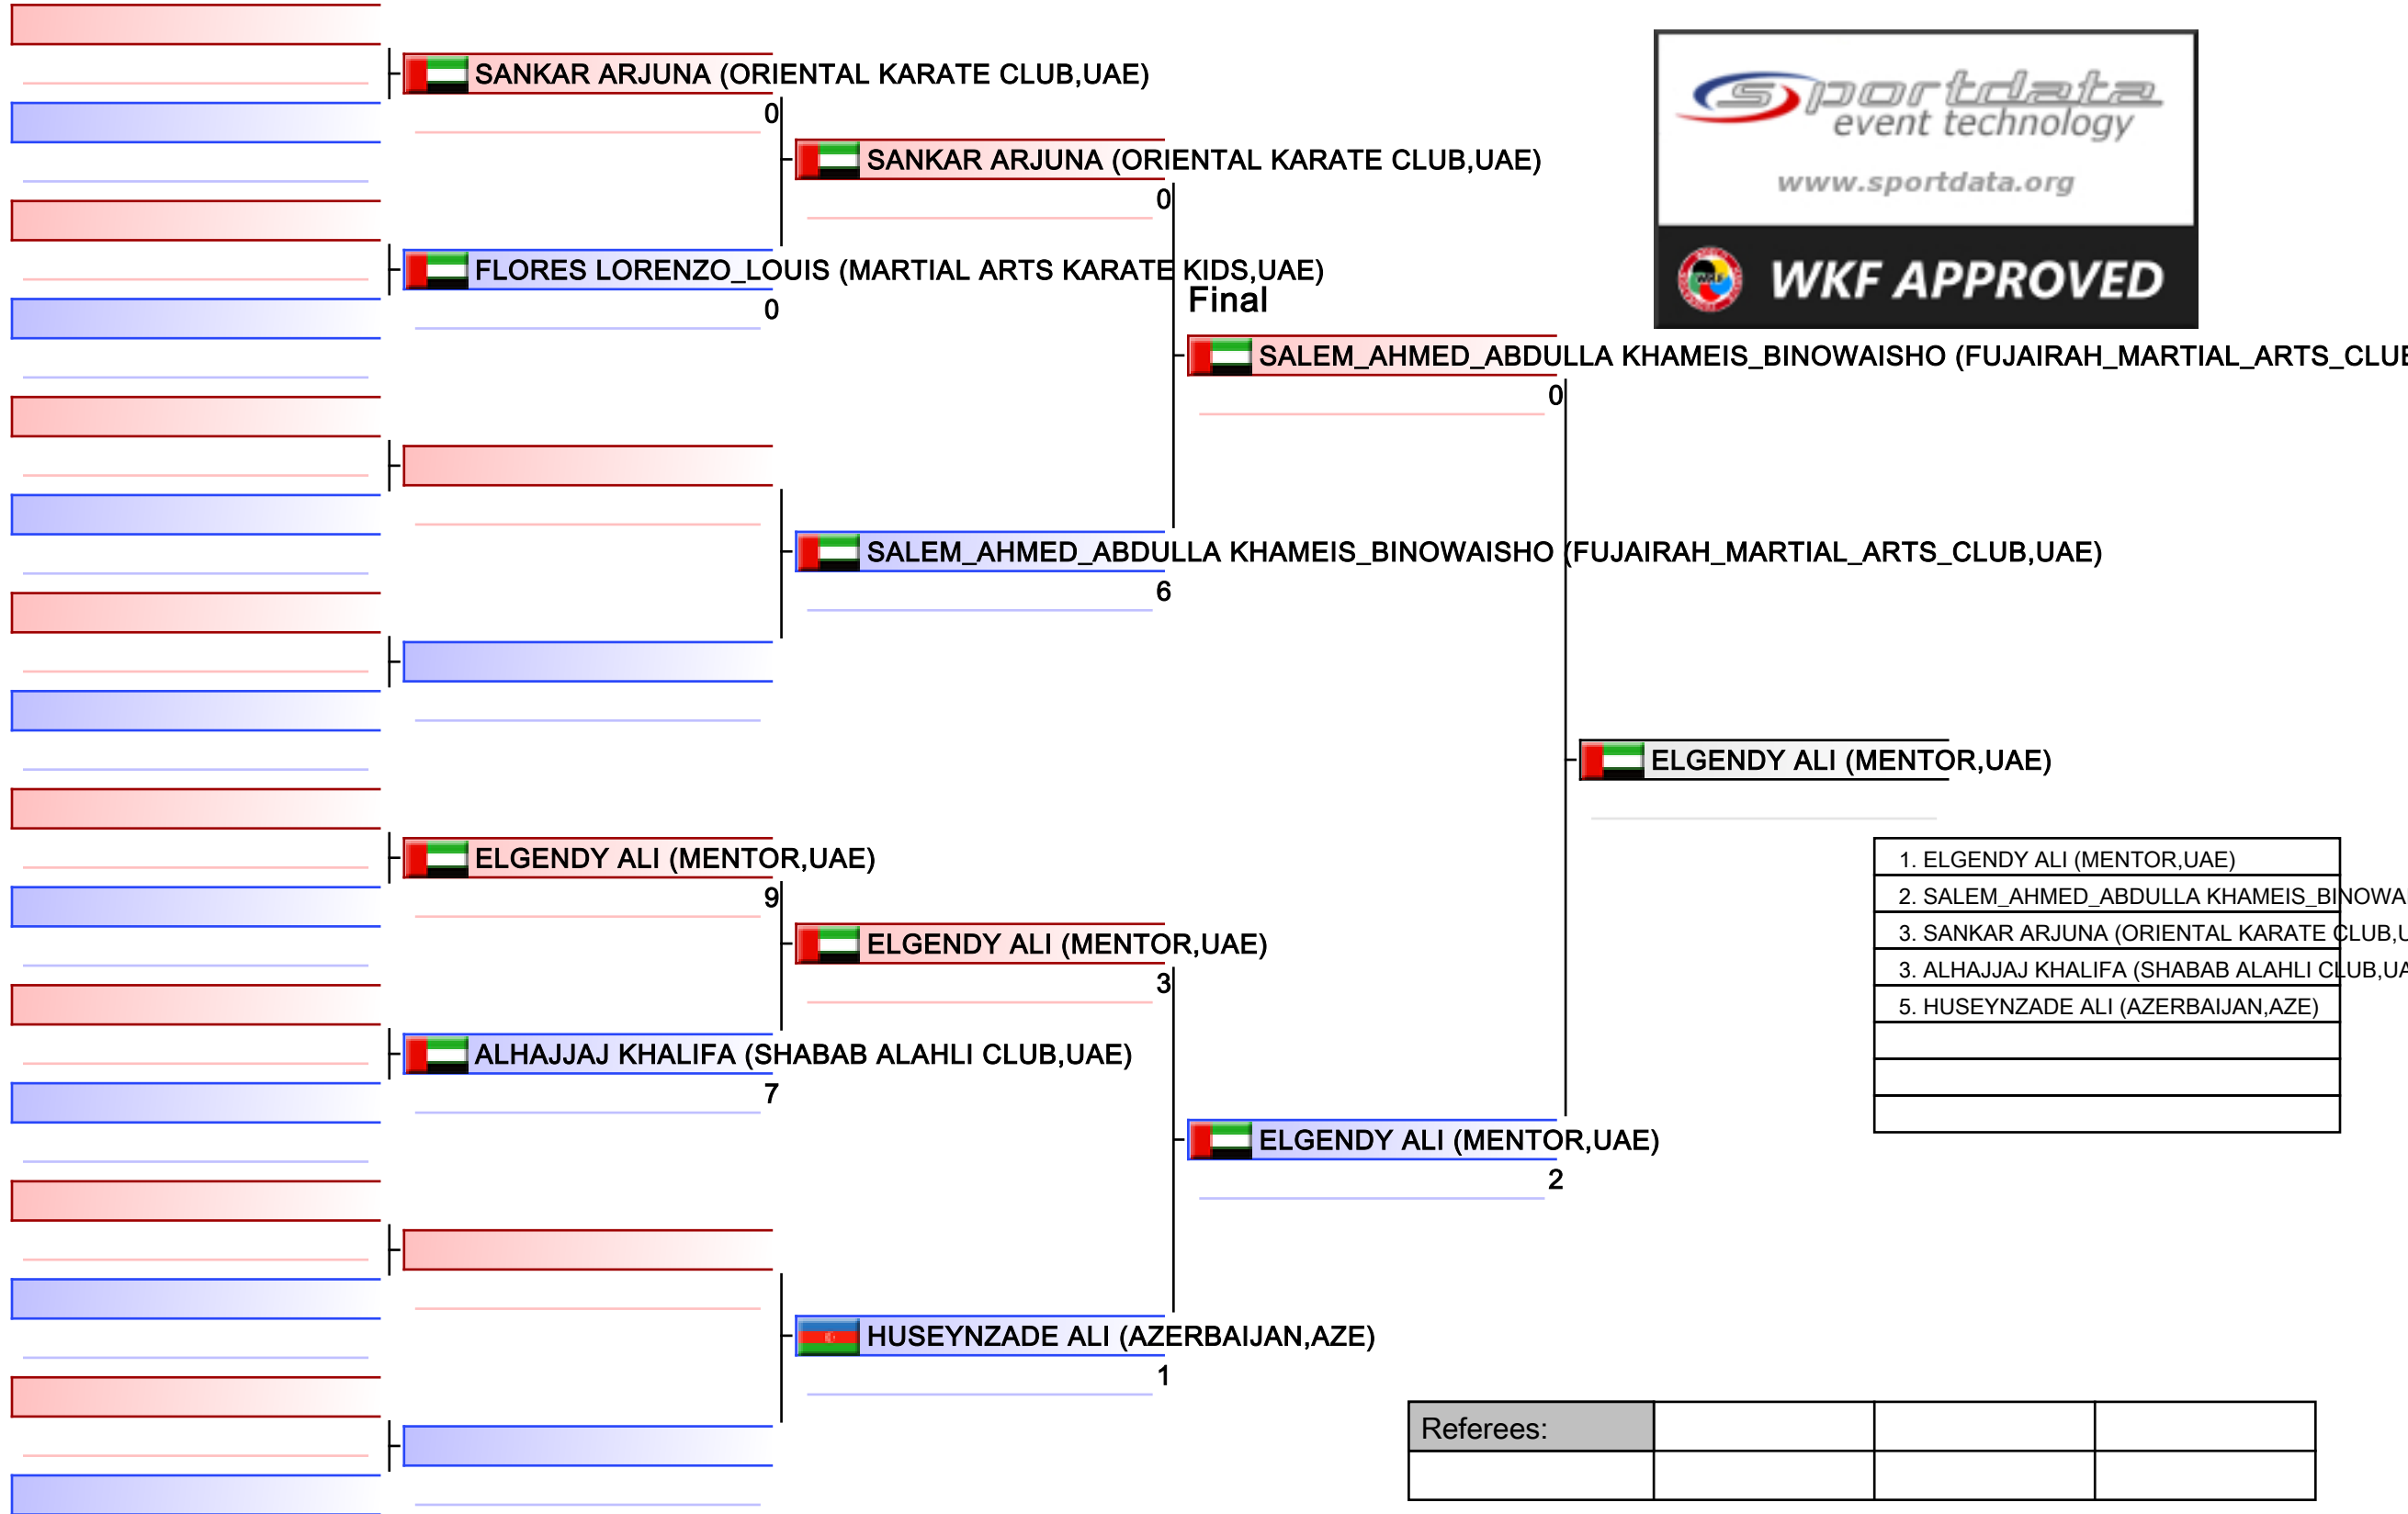 SANKAR ARJUNA (ORIENTAL KARATE CLUB,UAE)
0
SANKAR ARJUNA (ORIENTAL KARATE CLUB,UAE)
0
FLORES LORENZO_LOUIS (MARTIAL ARTS KARATE KIDS,UAE)
0
Final
SALEM_AHMED_ABDULLA KHAMEIS_BINOWAISHO (FUJAIRAH_MARTIAL_ARTS_CLUB
0
SALEM_AHMED_ABDULLA KHAMEIS_BINOWAISHO (FUJAIRAH_MARTIAL_ARTS_CLUB,UAE)
6
ELGENDY ALI (MENTOR,UAE)
ELGENDY ALI (MENTOR,UAE)
9
ELGENDY ALI (MENTOR,UAE)
3
ALHAJJAJ KHALIFA (SHABAB ALAHLI CLUB,UAE)
7
ELGENDY ALI (MENTOR,UAE)
2
HUSEYNZADE ALI (AZERBAIJAN,AZE)
1
1. ELGENDY ALI (MENTOR,UAE)
2. SALEM_AHMED_ABDULLA KHAMEIS_BINOWA
3. SANKAR ARJUNA (ORIENTAL KARATE CLUB,U
3. ALHAJJAJ KHALIFA (SHABAB ALAHLI CLUB,UA
5. HUSEYNZADE ALI (AZERBAIJAN,AZE)
Referees:
sportdata
event technology
www.sportdata.org
WKF
WKF APPROVED